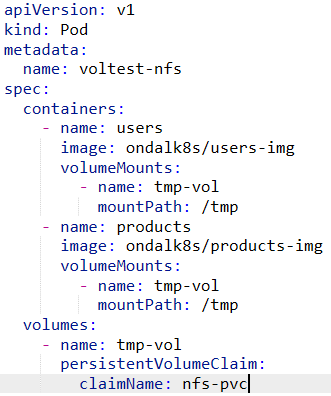 apiVersion: v1
kind: Pod
metadata:
  name: voltest-nfs
spec:
  containers:
    - name: users
      image: ondalk8s/users-img
      volumeMounts:
        - name: tmp-vol
          mountPath: /tmp
    - name: products
      image: ondalk8s/products-img
      volumeMounts:
        - name: tmp-vol
          mountPath: /tmp
  volumes:
    - name: tmp-vol
      persistentVolumeClaim:
        claimName: nfs-pvc